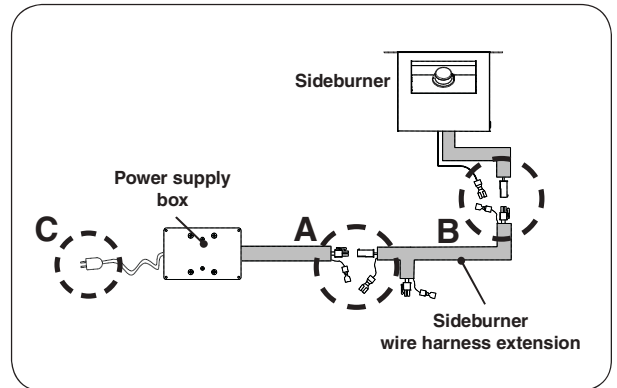 Sideburner
Power supply
box
C
A
B
Sideburner
wire harness extension